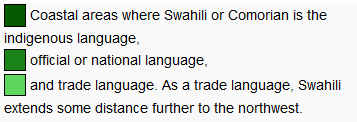 Coastal areas where Swahili or Comorian is the
indigenous language,
official or national language,
and trade language. As a trade language, Swahili
extends some distance further to the northwest.